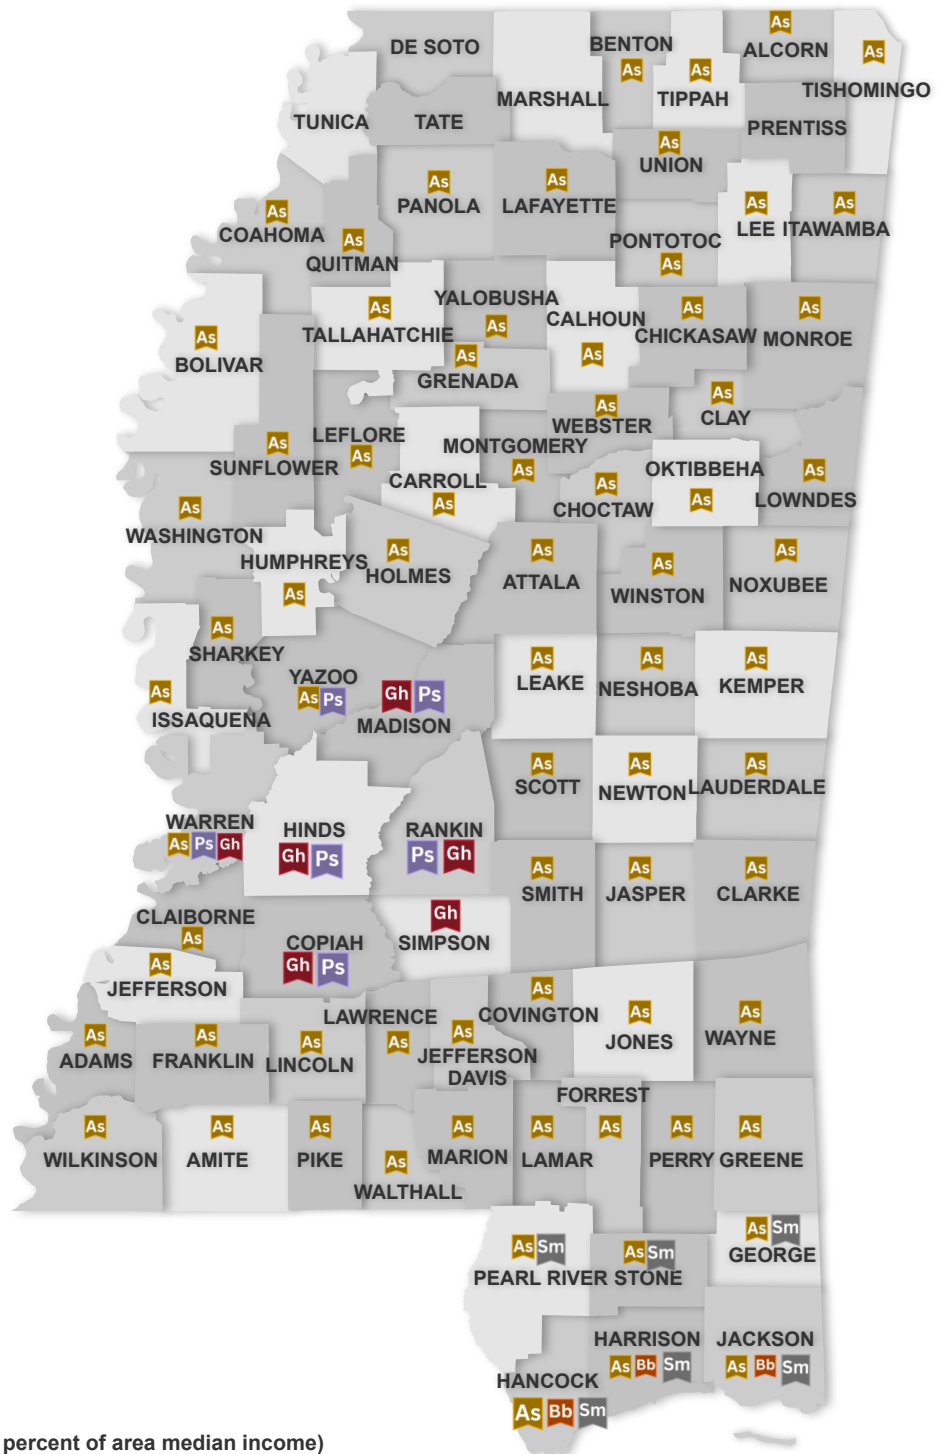 DE SOTO
BENTON
As
As
ALCORN
As
TISHOMINGO
MARSHALL
As
TIPPAH
TUNICA
TATE
PRENTISS
As
UNION
As
PANOLA
As
LAFAYETTE
As
COAHOMA
As
QUITMAN
As
LEE
As
ITAWAMBA
PONTOTOC
As
As
TALLAHATCHIE
YALOBUSHA
As
CALHOUN
As
As
CHICKASAW
As
MONROE
As
BOLIVAR
As
GRENADA
As
WEBSTER
As
CLAY
As
SUNFLOWER
LEFLORE
As
MONTGOMERY
As
CARROLL
As
As
CHOCTAW
OKTIBBEHA
As
As
LOWNDES
As
WASHINGTON
HUMPHREYS
As
As
HOLMES
As
ATTALA
As
WINSTON
As
NOXUBEE
As
SHARKEY
As
ISSAQUENA
YAZOO
As Ps
Gh Ps
MADISON
As
LEAKE
As
NESHOBA
As
KEMPER
As
SCOTT
As
NEWTON
As
LAUDERDALE
WARREN
As Ps Gh
HINDS
Gh Ps
RANKIN
Ps Gh
As
SMITH
As
JASPER
As
CLARKE
CLAIBORNE
As
COPIAH
Gh Ps
Gh
SIMPSON
As
JEFFERSON
As
ADAMS
As
FRANKLIN
As
LINCOLN
LAWRENCE
As
As
JEFFERSON
DAVIS
As
COVINGTON
As
JONES
As
WAYNE
As
WILKINSON
As
AMITE
As
PIKE
As
WALTHALL
As
MARION
As
LAMAR
FORREST
As
As
PERRY
As
GREENE
As Sm
PEARL RIVER
As Sm
STONE
As Sm
GEORGE
HARRISON
As Bb Sm
JACKSON
As Bb Sm
HANCOCK
As Bb Sm
percent of area median income)